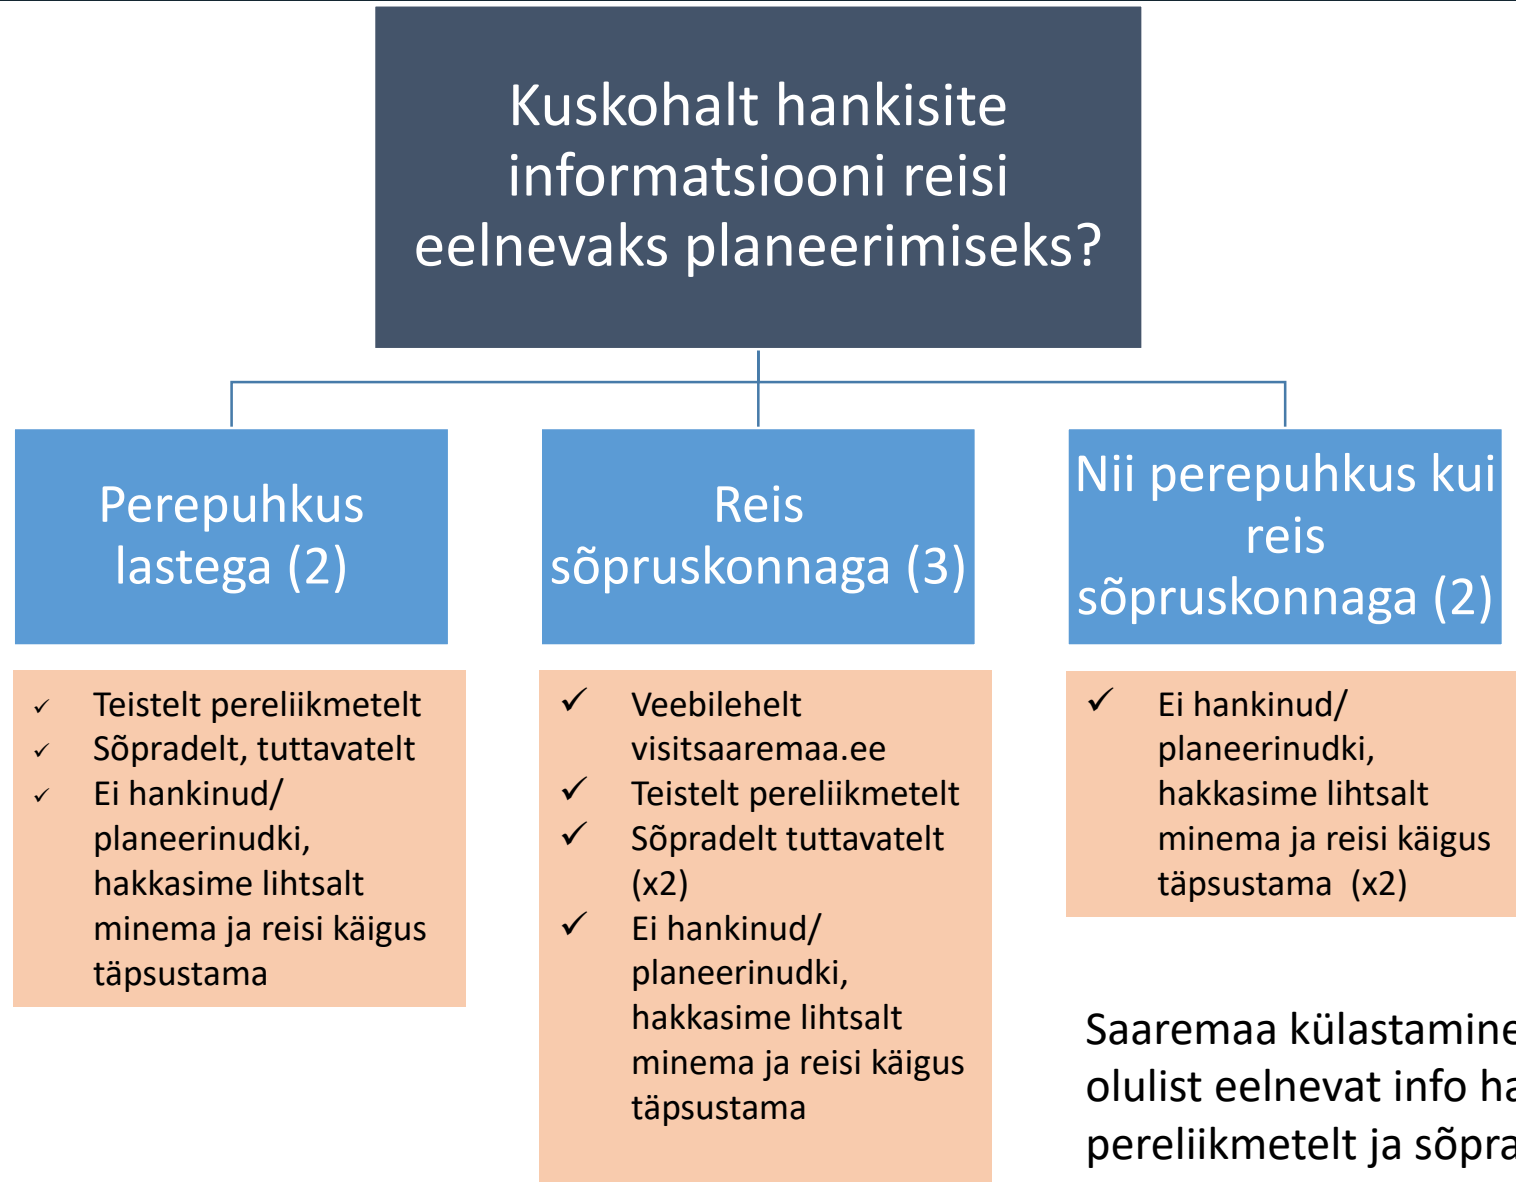 Kuskohalt hankisite
informatsiooni reisi
eelnevaks planeerimiseks?
Perepuhkus
lastega (2)
Reis
sõpruskonnaga (3)
Nii perepuhkus kui
reis
sõpruskonnaga (2)
✓ Teistelt pereliikmetelt
✓ Sõpradelt, tuttavatelt
✓ Ei hankinud/
planeerinudki,
hakkasime lihtsalt
minema ja reisi käigus
täpsustama
✓ Veebilehelt
visitsaaremaa.ee
✓ Teistelt pereliikmetelt
✓ Sõpradelt tuttavatelt
(x2)
✓ Ei hankinud/
planeerinudki,
hakkasime lihtsalt
minema ja reisi käigus
täpsustama
✓ Ei hankinud/
planeerinudki,
hakkasime lihtsalt
minema ja reisi käigus
täpsustama (x2)
Saaremaa külastamine
olulist eelnevat info
pereliikmetelt ja